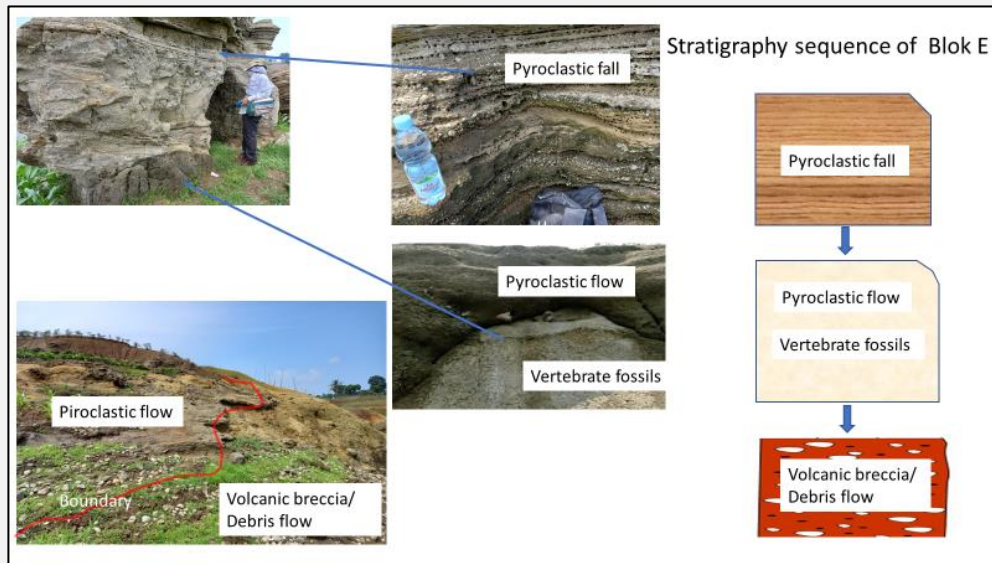 Stratigraphy sequence of Blok E
Pyroclastic fall
Pyroclastic fall
Pyroclastic flow
Vertebrate fossils
Pyroclastic flow
Vertebrate fossils
Piroclastic flow
Boundary
Volcanic breccia/
Debris flow
Volcanic breccia/
Debris flow